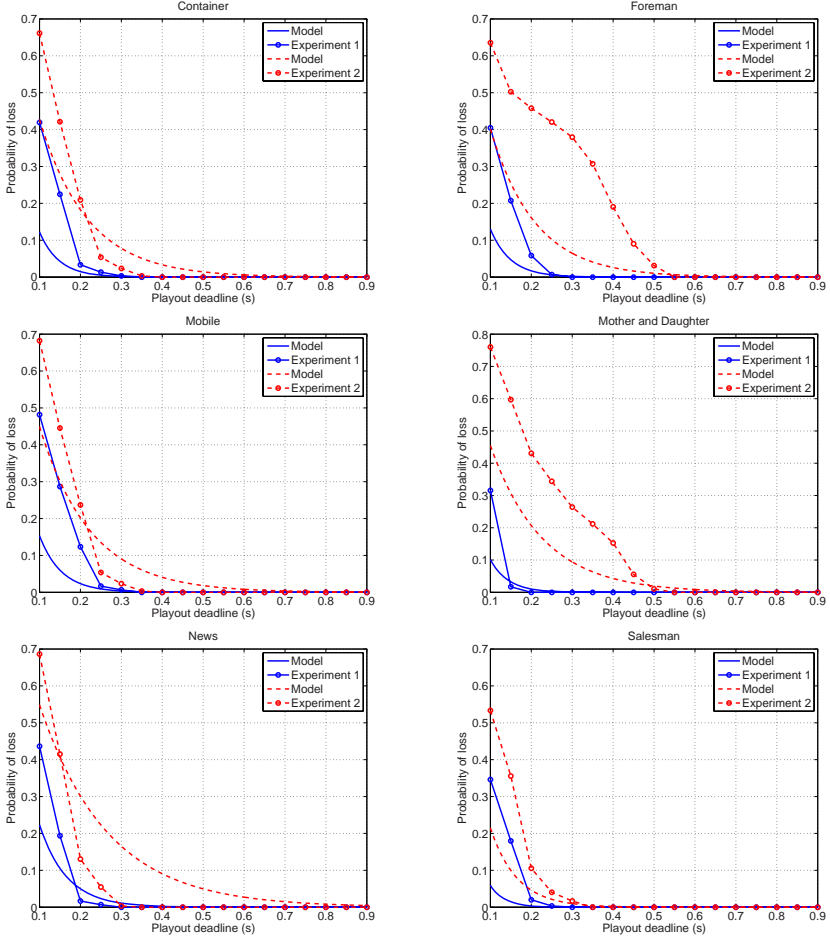 Container
Probability of loss
0.7
0.6
0.5
0.4
0.3
0.2
0.1
0
0.1 0.2 0.3 0.4 0.5 0.6 0.7 0.8 0.9
Playout deadline (s)
Model
Experiment 1
Model
Experiment 2
Foreman
Probability of loss
0.7
0.6
0.5
0.4
0.3
0.2
0.1
0
0.1 0.2 0.3 0.4 0.5 0.6 0.7 0.8 0.9
Playout deadline (s)
Model
Experiment 1
Model
Experiment 2
Mobile
Probability of loss
0.7
0.6
0.5
0.4
0.3
0.2
0.1
0
0.1 0.2 0.3 0.4 0.5 0.6 0.7 0.8 0.9
Playout deadline (s)
Model
Experiment 1
Model
Experiment 2
Mother and Daughter
Probability of loss
0.8
0.7
0.6
0.5
0.4
0.3
0.2
0.1
0
0.1 0.2 0.3 0.4 0.5 0.6 0.7 0.8 0.9
Playout deadline (s)
Model
Experiment 1
Model
Experiment 2
News
Probability of loss
0.7
0.6
0.5
0.4
0.3
0.2
0.1
0
0.1 0.2 0.3 0.4 0.5 0.6 0.7 0.8 0.9
Playout deadline (s)
Model
Experiment 1
Model
Experiment 2
Salesman
Probability of loss
0.7
0.6
0.5
0.4
0.3
0.2
0.1
0
0.1 0.2 0.3 0.4 0.5 0.6 0.7 0.8 0.9
Playout deadline (s)
Model
Experiment 1
Model
Experiment 2